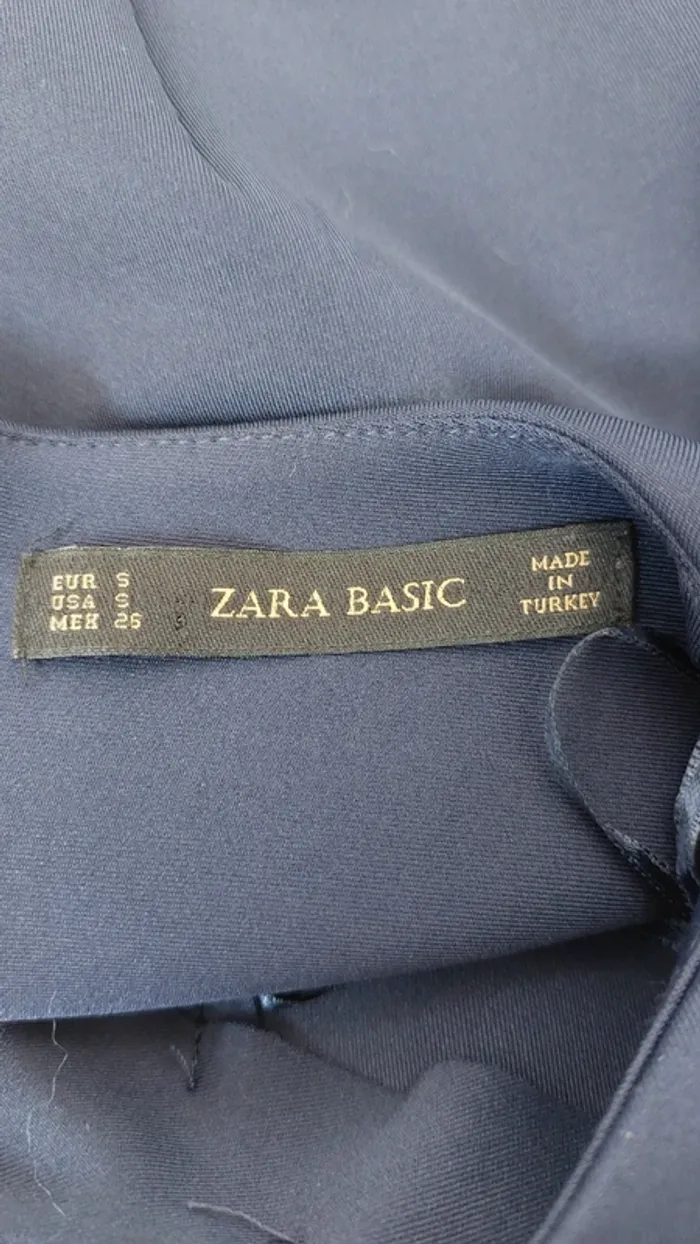 EUR S
USA S
MEX 26
ZARA BASIC
MADE
IN
TURKEY